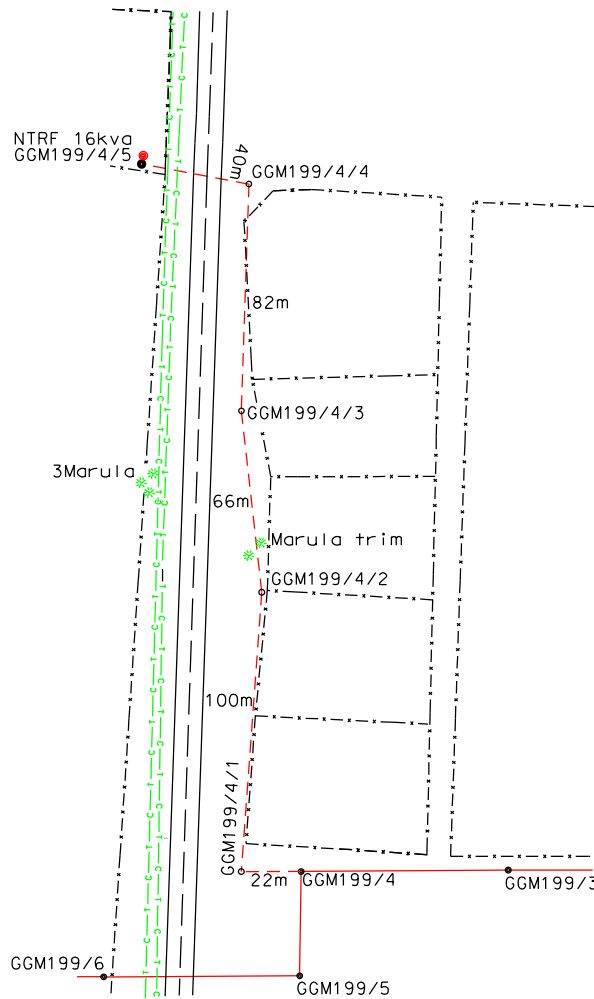 NTRF 16kva
GGM199/4/5
40m
GGM199/4/4
82m
GGM199/4/3
3Marula
66m
Marula trim
GGM199/4/2
100m
GGM199/4/1
22m
GGM199/4
GGM199/3
GGM199/6
GGM199/5